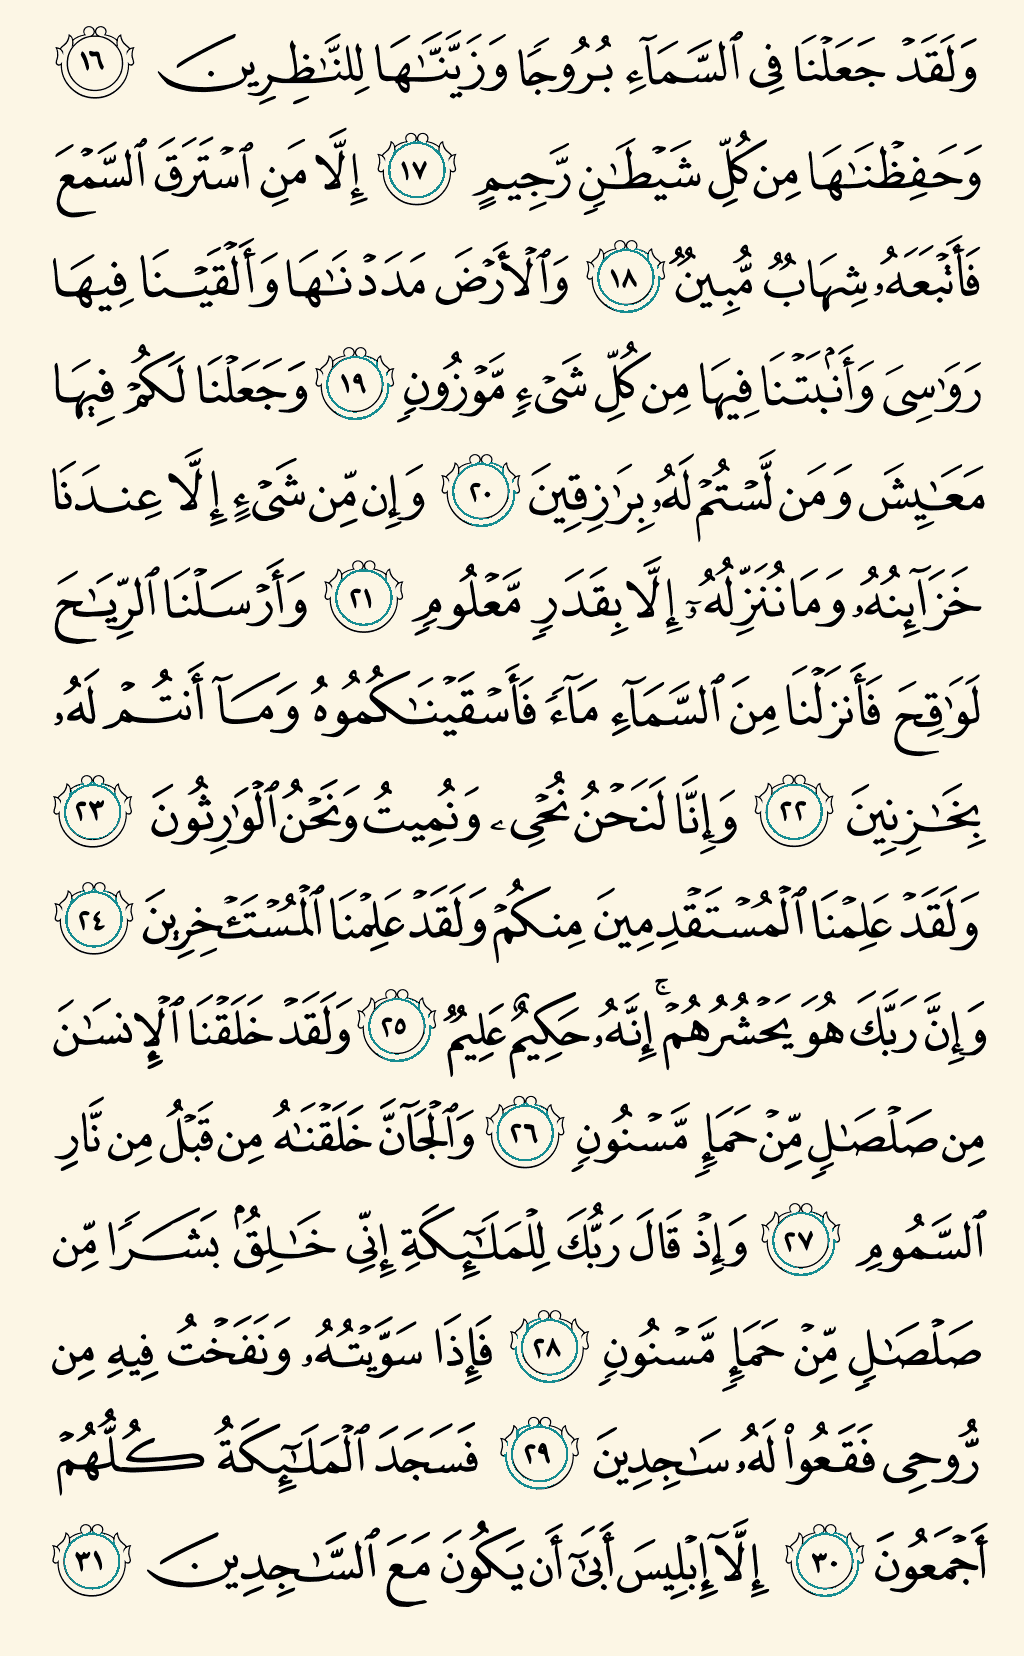 وَلَقَدۡ جَعَلۡنَا فِي ٱلسَّمَآءِ بُرُوجٗا وَزَيَّنَّٰهَا لِلنَّٰظِرِينَ ١٦
وَحَفِظۡنَٰهَا مِن كُلِّ شَيۡطَٰنٖ رَّجِيمٍ ١٧ إِلَّا مَنِ ٱسۡتَرَقَ ٱلسَّمۡعَ
فَأَتۡبَعَهُۥ شِهَابٞ مُّبِينٞ ١٨ وَٱلۡأَرۡضَ مَدَدۡنَٰهَا وَأَلۡقَيۡنَا فِيهَا
رَوَٰسِيَ وَأَنۢبَتۡنَا فِيهَا مِن كُلِّ شَيۡءٖ مَّوۡزُونٖ ١٩ وَجَعَلۡنَا لَكُمۡ فِيهَا
مَعَٰيِشَ وَمَن لَّسۡتُمۡ لَهُۥ بِرَٰزِقِينَ ٢٠ وَإِن مِّن شَيۡءٍ إِلَّا عِندَنَا
خَزَآئِنُهُۥ وَمَا نُنَزِّلُهُۥٓ إِلَّا بِقَدَرٖ مَّعۡلُومٖ ٢١ وَأَرۡسَلۡنَا ٱلرِّيَٰحَ
لَوَٰقِحَ فَأَنزَلۡنَا مِنَ ٱلسَّمَآءِ مَآءٗ فَأَسۡقَيۡنَٰكُمُوهُ وَمَآ أَنتُمۡ لَهُۥ
بِخَٰزِنِينَ ٢٢ وَإِنَّا لَنَحۡنُ نُحۡيِۦ وَنُمِيتُ وَنَحۡنُ ٱلۡوَٰرِثُونَ ٢٣
وَلَقَدۡ عَلِمۡنَا ٱلۡمُسۡتَقۡدِمِينَ مِنكُمۡ وَلَقَدۡ عَلِمۡنَا ٱلۡمُسۡتَـٔۡخِرِينَ ٢٤
وَإِنَّ رَبَّكَ هُوَ يَحۡشُرُهُمۡۚ إِنَّهُۥ حَكِيمٌ عَلِيمٞ ٢٥ وَلَقَدۡ خَلَقۡنَا ٱلۡإِنسَٰنَ
مِن صَلۡصَٰلٖ مِّنۡ حَمَإٖ مَّسۡنُونٖ ٢٦ وَٱلۡجَآنَّ خَلَقۡنَٰهُ مِن قَبۡلُ مِن نَّارِ
ٱلسَّمُومِ ٢٧ وَإِذۡ قَالَ رَبُّكَ لِلۡمَلَٰٓئِكَةِ إِنِّي خَٰلِقُۢ بَشَرٗا مِّن
صَلۡصَٰلٖ مِّنۡ حَمَإٖ مَّسۡنُونٖ ٢٨ فَإِذَا سَوَّيۡتُهُۥ وَنَفَخۡتُ فِيهِ مِن
رُّوحِي فَقَعُواْ لَهُۥ سَٰجِدِينَ ٢٩ فَسَجَدَ ٱلۡمَلَٰٓئِكَةُ كُلُّهُمۡ
أَجۡمَعُونَ ٣٠ إِلَّآ إِبۡلِيسَ أَبَىٰٓ أَن يَكُونَ مَعَ ٱلسَّٰجِدِينَ ٣١